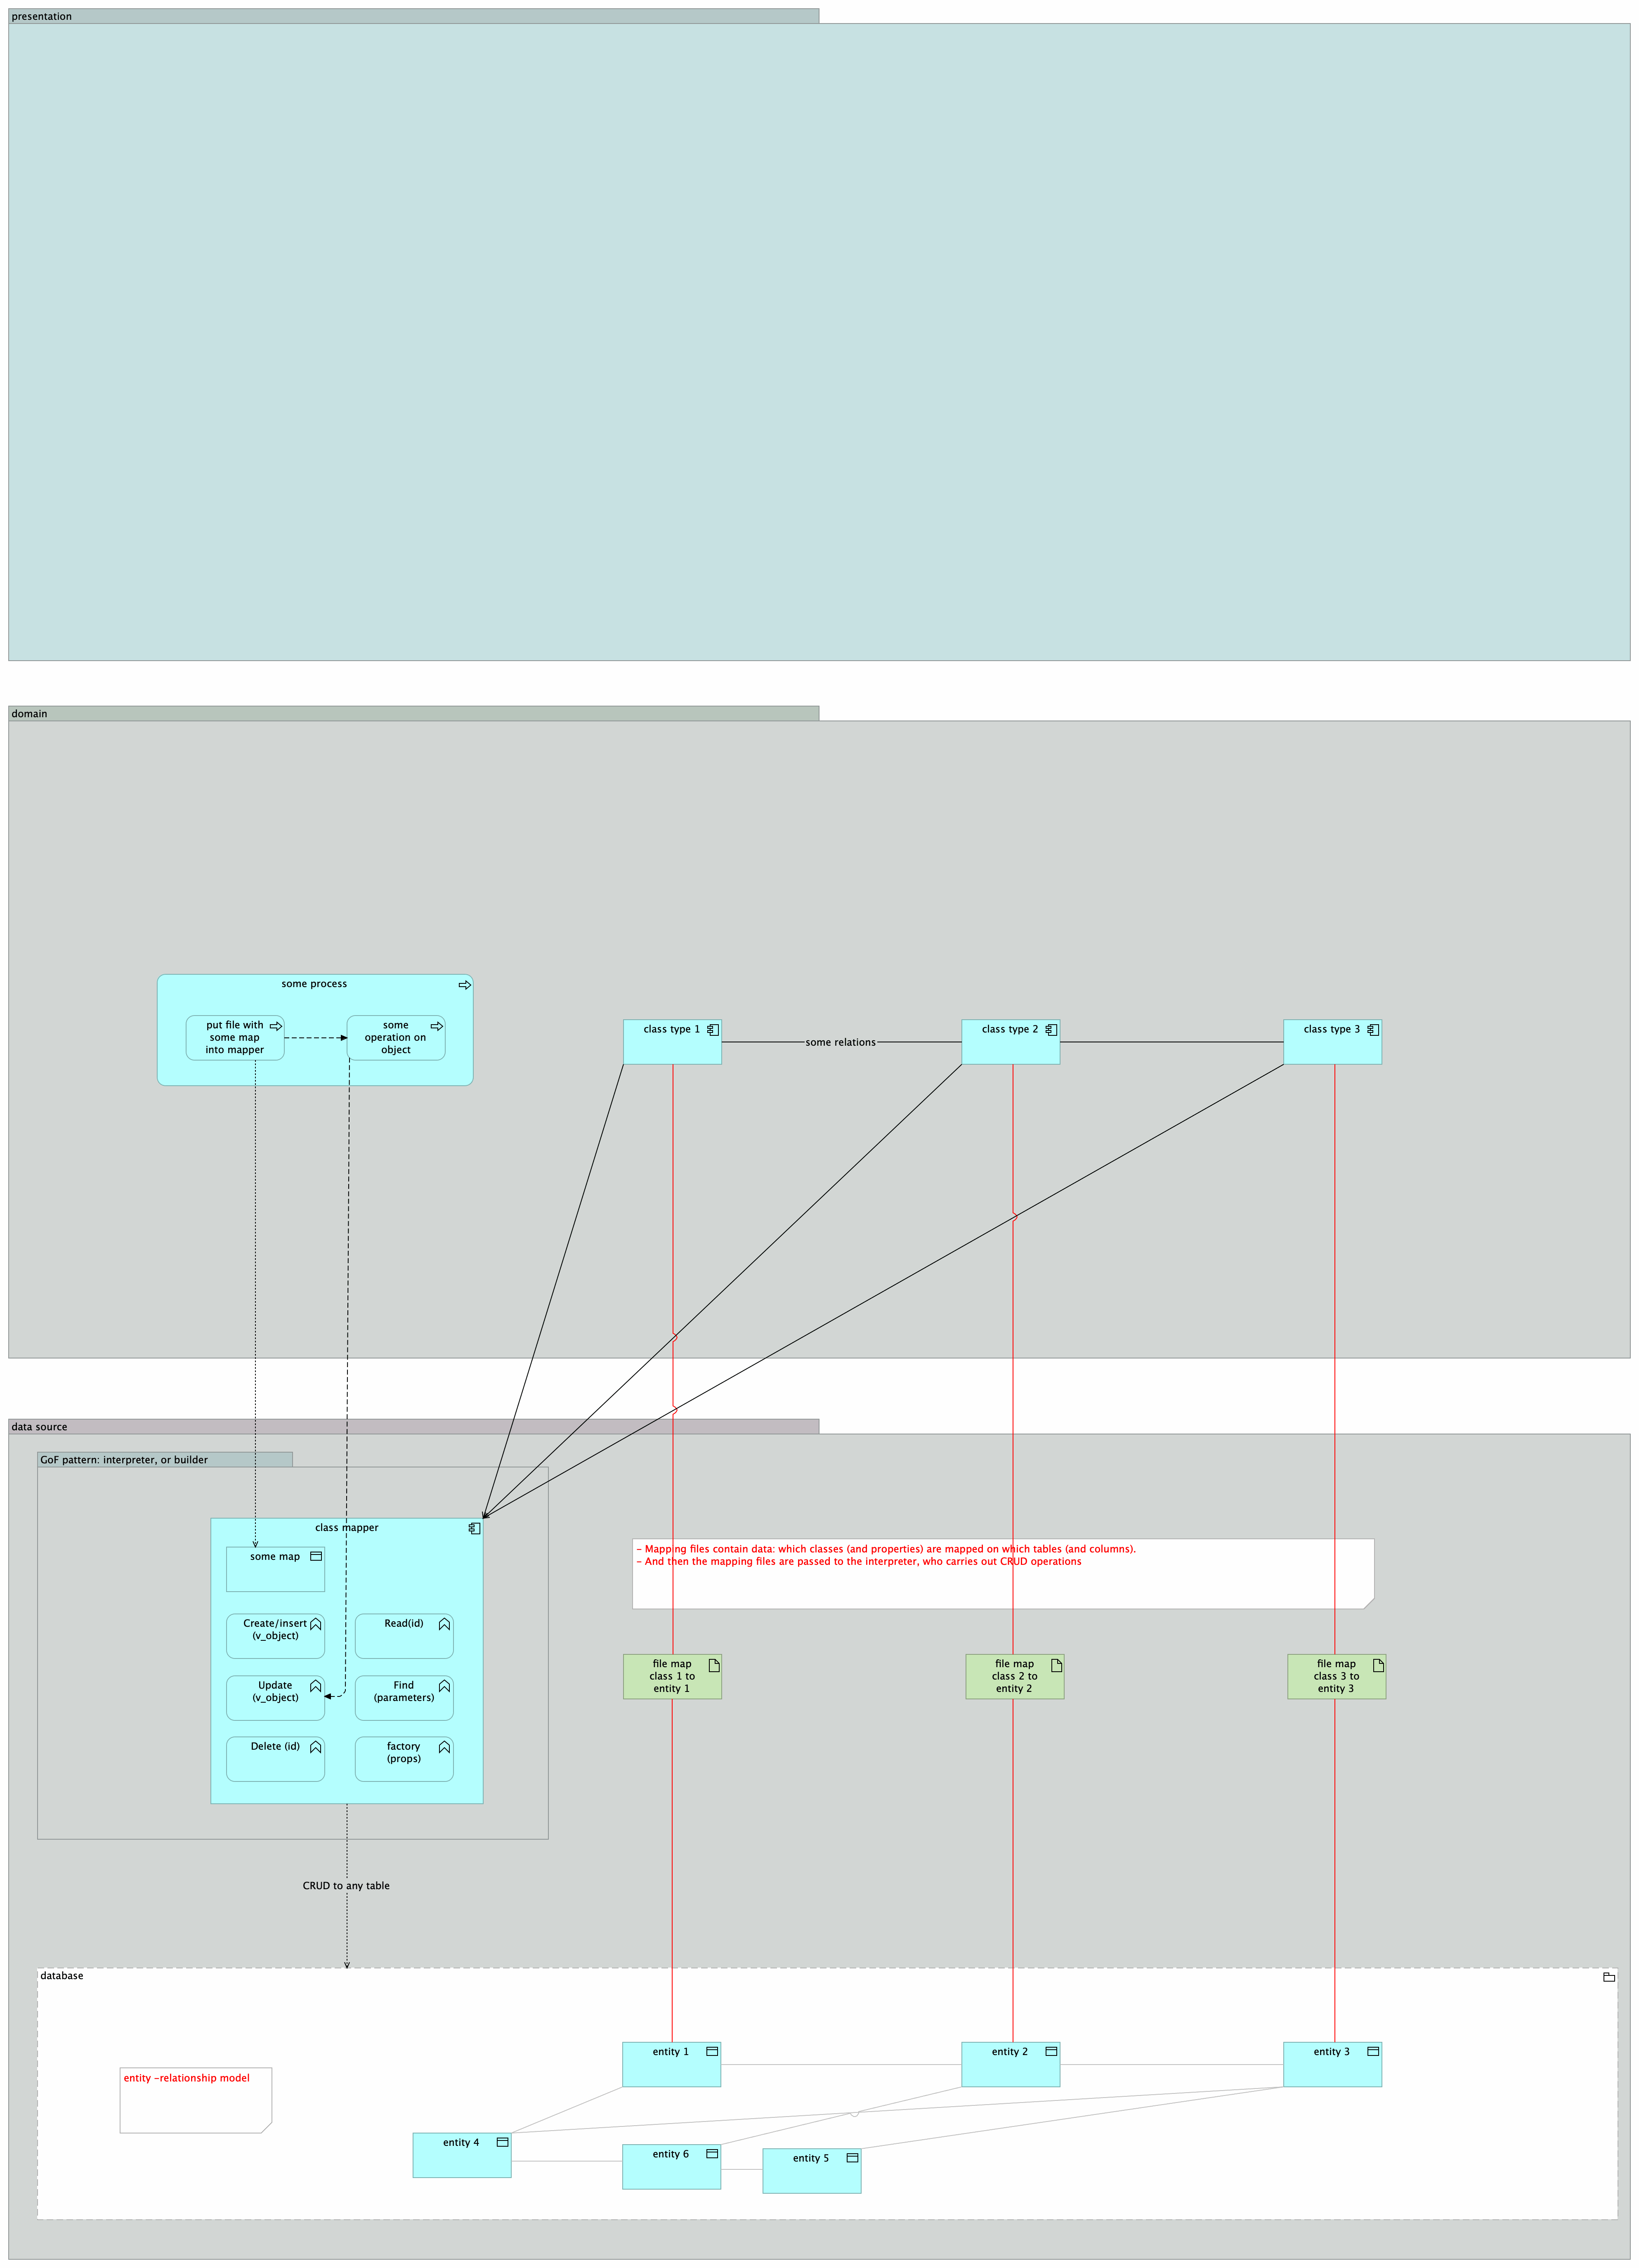 presentation
domain
some process
put file with
some map
into mapper
some
operation on
object
class type 1
some relations
class type 2
class type 3
data source
GoF pattern: interpreter, or builder
class mapper
some map
Create/insert
(v_object)
Read(id)
Update
(v_object)
Find
(parameters)
Delete (id)
factory
(props)
- Mapping files contain data: which classes (and properties) are mapped on which tables (and columns).
- And then the mapping files are passed to the interpreter, who carries out CRUD operations
file map
class 1 to
entity 1
file map
class 2 to
entity 2
file map
class 3 to
entity 3
CRUD to any table
database
entity 1
entity 2
entity 3
entity -relationship model
entity 4
entity 6
entity 5